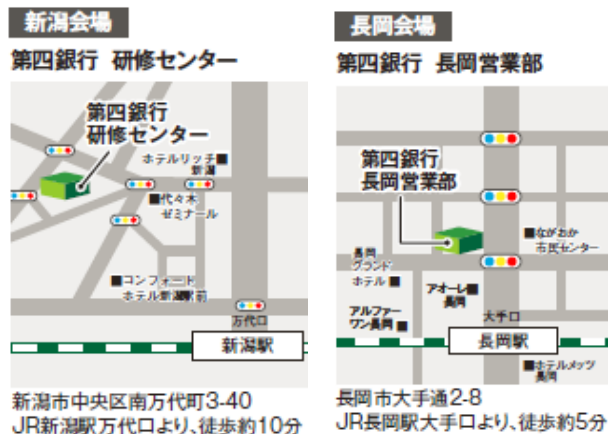 新潟会場
第四銀行 研修センター
第四銀行
研修センター
ホテルリッチ■
新潟
■代々木
ゼミナール
■コンフォート
ホテル新潟駅前
万代口
新潟駅
新潟市中央区南万代町3-40
JR新潟駅万代口より、徒歩約10分
長岡会場
第四銀行 長岡営業部
第四銀行
長岡営業部
■ながおか
市民センター
長岡
グランド
ホテル■
アオーレ■
長岡
アルファー
ワン長岡■
大手口
長岡駅
■ホテルメッツ
長岡
長岡市大手通2-8
JR長岡駅大手口より、徒歩約5分